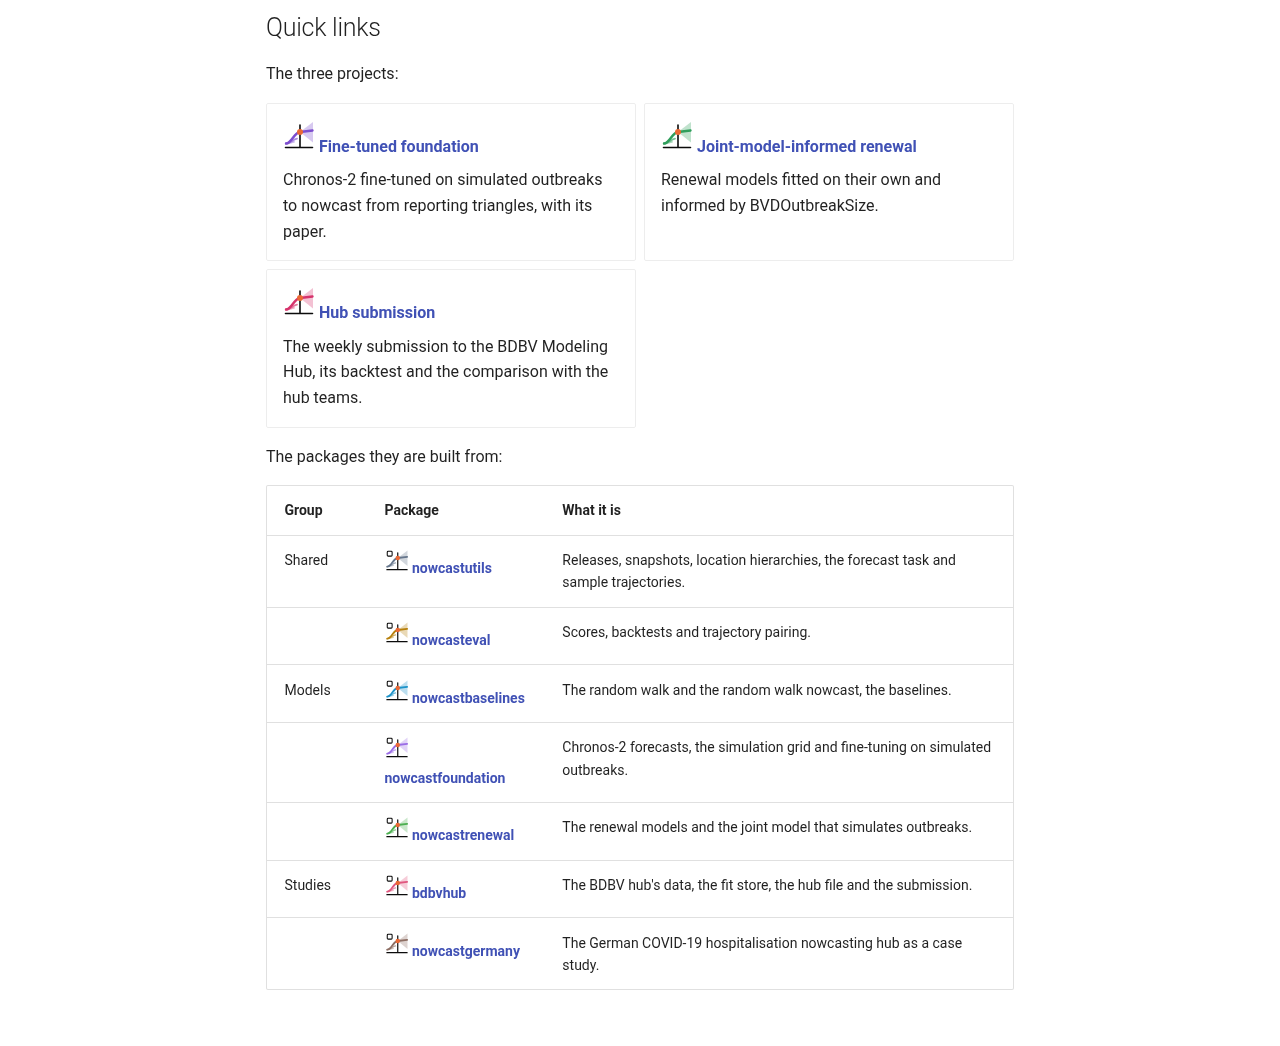 Quick links
The three projects:
Fine-tuned foundation
Chronos-2 fine-tuned on simulated outbreaks
to nowcast from reporting triangles, with its
paper.
Joint-model-informed renewal
Renewal models fitted on their own and
informed by BVDOutbreakSize.
Hub submission
The weekly submission to the BDBV Modeling
Hub, its backtest and the comparison with the
hub teams.
The packages they are built from:
Group Package What it is
Shared nowcastutils Releases, snapshots, location hierarchies, the forecast task and
sample trajectories.
nowcasteval Scores, backtests and trajectory pairing.
Models nowcastbaselines The random walk and the random walk nowcast, the baselines.
nowcastfoundation Chronos-2 forecasts, the simulation grid and fine-tuning on simulated
outbreaks.
nowcastrenewal The renewal models and the joint model that simulates outbreaks.
Studies bdbvhub The BDBV hub's data, the fit store, the hub file and the submission.
nowcastgermany The German COVID-19 hospitalisation nowcasting hub as a case
study.